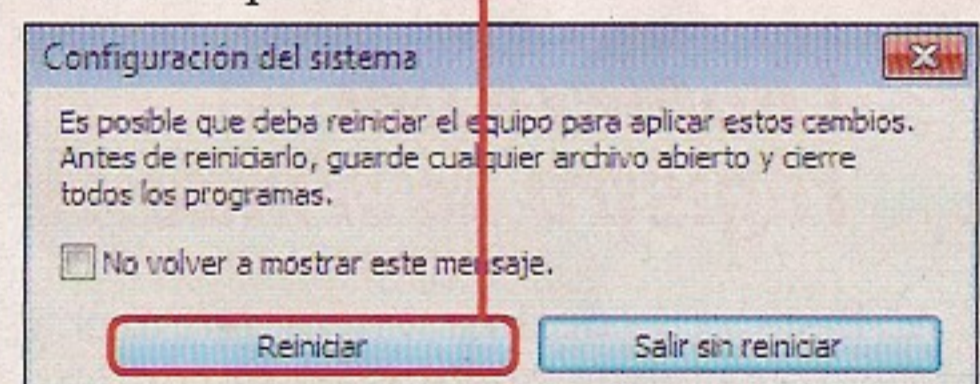 Configuración del sistema
Es posible que deba reiniciar el equipo para aplicar estos cambios.
Antes de reiniciarlo, guarde cualquier archivo abierto y cierre
todos los programas.
No volver a mostrar este mensaje.
Reiniciar
Salir sin reiniciar